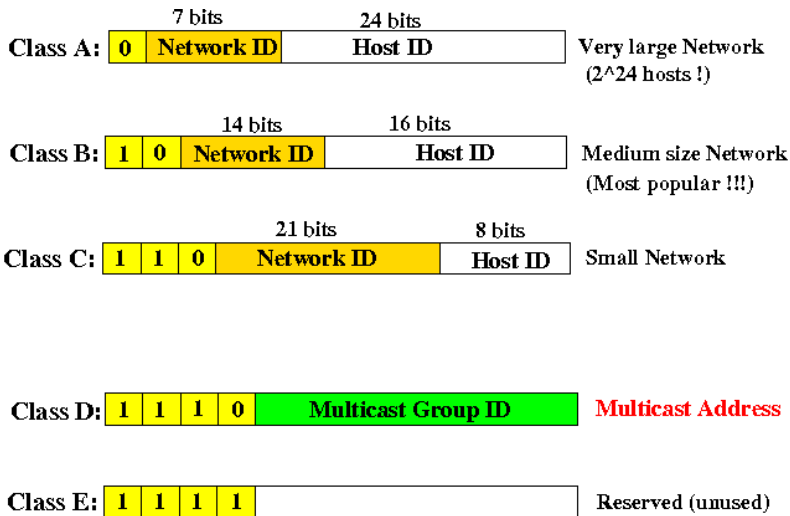 7 bits 24 bits
Class A: 0 Network ID Host ID Very large Network
(2^24 hosts !)
14 bits 16 bits
Class B: 1 0 Network ID Host ID Medium size Network
(Most popular !!!)
21 bits 8 bits
Class C: 1 1 0 Network ID Host ID Small Network
Class D: 1 1 1 0 Multicast Group ID Multicast Address
Class E: 1 1 1 1 Reserved (unused)